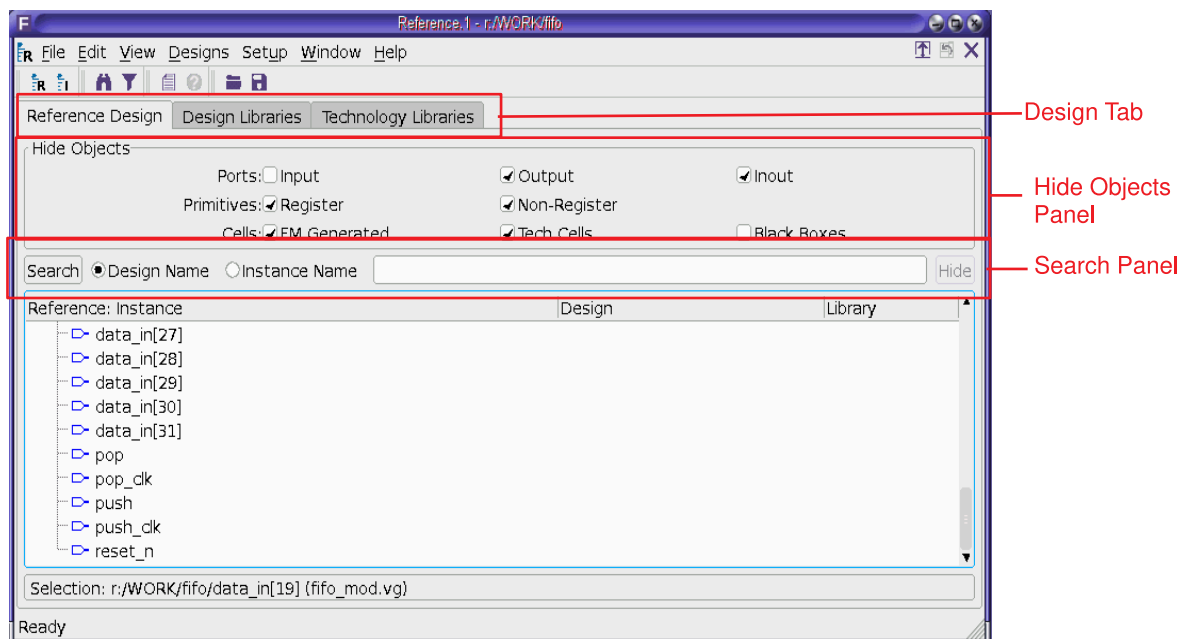 F Reference.1 - r:/WORK/fifo
R File Edit View Designs Setup Window Help
R I
Reference Design Design Libraries Technology Libraries
Design Tab
Hide Objects
Ports: Input Output Inout
Primitives: Register Non-Register
Cells: FM Generated Tech Cells Black Boxes
Hide Objects
Panel
Search Design Name Instance Name Hide
Search Panel
Reference: Instance Design Library
data_in[27]
data_in[28]
data_in[29]
data_in[30]
data_in[31]
pop
pop_clk
push
push_clk
reset_n
Selection: r:/WORK/fifo/data_in[19] (fifo_mod.vg)
Ready